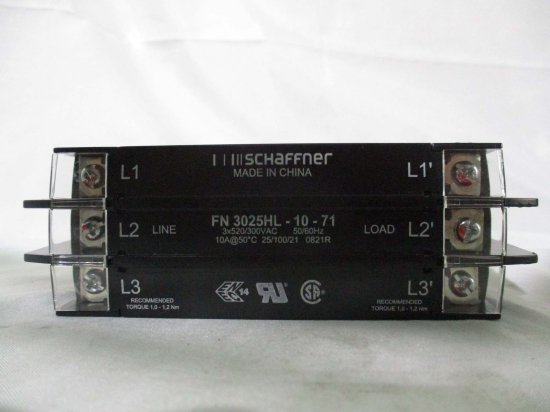 SCHAFFNER
MADE IN CHINA
L1
L1'
FN 3025HL - 10 - 71
L2 LINE
3x520/300VAC 50/60Hz
LOAD L2'
10A@50°C 25/100/21 0821R
L3
14
L3'
RECOMMENDED
TORQUE 1,0 - 1,2 Nm
RECOMMENDED
TORQUE 1,0 - 1,2 Nm